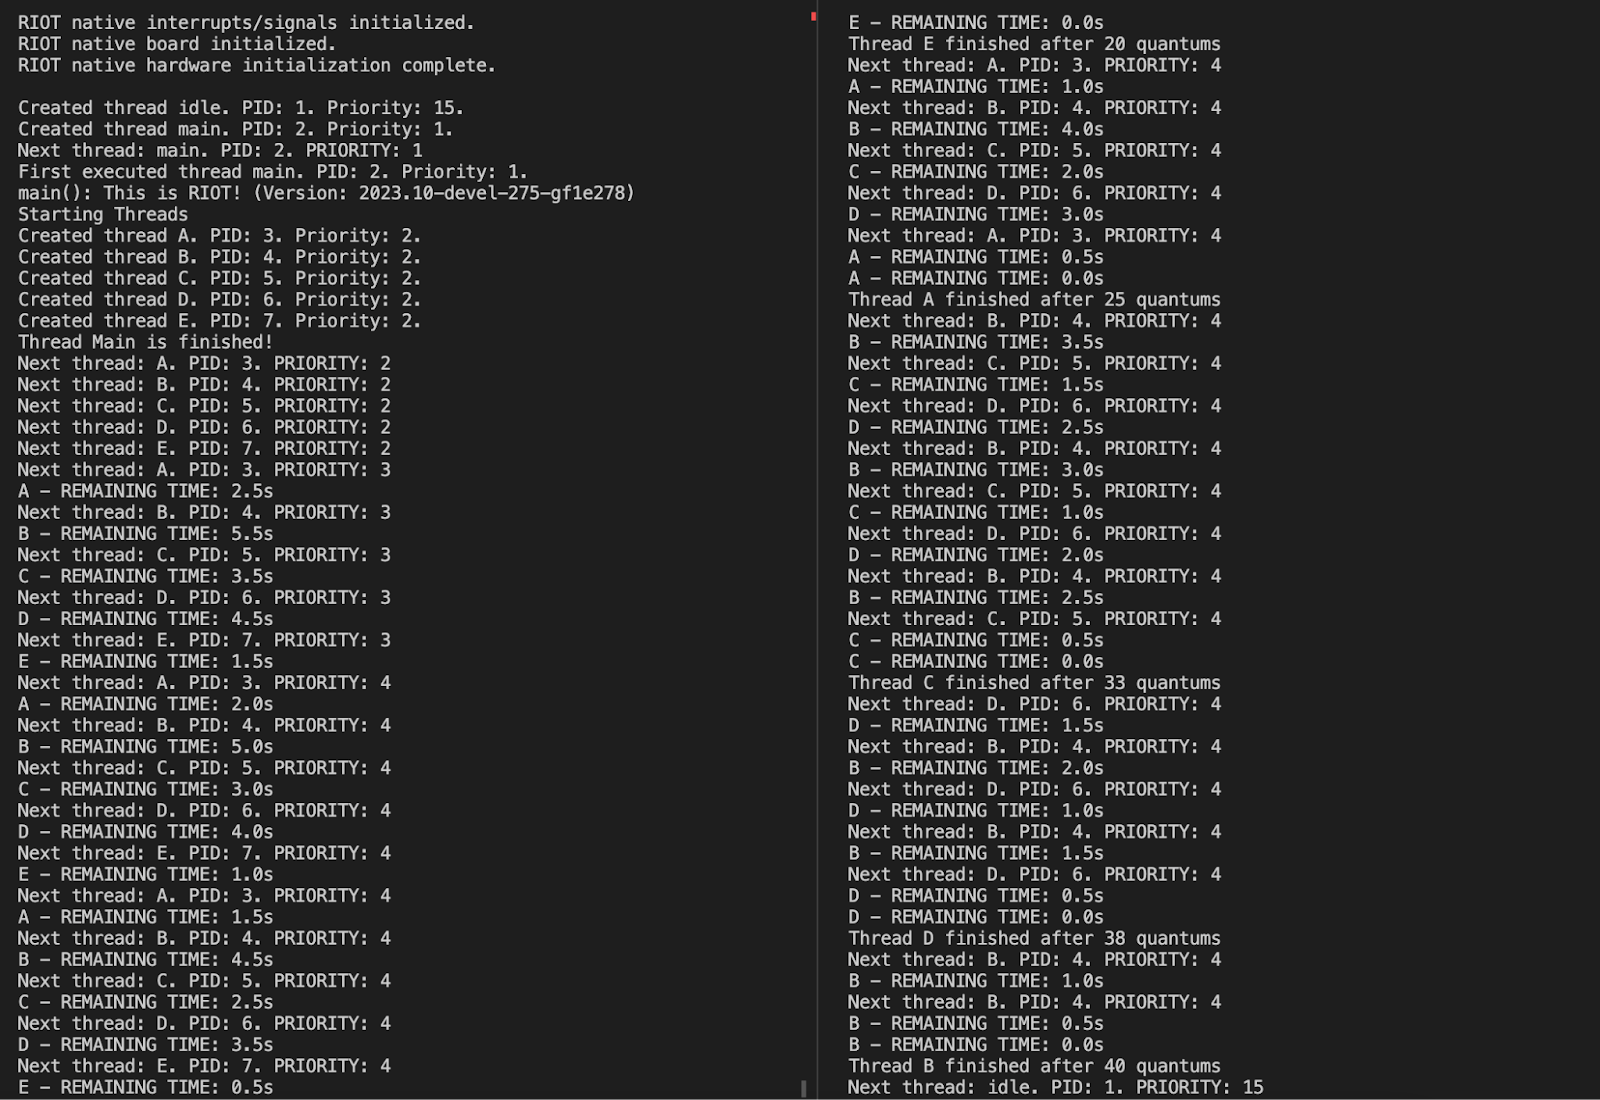 RIOT native interrupts/signals initialized.
RIOT native board initialized.
RIOT native hardware initialization complete.
Created thread idle. PID: 1. Priority: 15.
Created thread main. PID: 2. Priority: 1.
Next thread: main. PID: 2. PRIORITY: 1
First executed thread main. PID: 2. Priority: 1.
main(): This is RIOT! (Version: 2023.10-devel-275-gf1e278)
Starting Threads
Created thread A. PID: 3. Priority: 2.
Created thread B. PID: 4. Priority: 2.
Created thread C. PID: 5. Priority: 2.
Created thread D. PID: 6. Priority: 2.
Created thread E. PID: 7. Priority: 2.
Thread Main is finished!
Next thread: A. PID: 3. PRIORITY: 2
Next thread: B. PID: 4. PRIORITY: 2
Next thread: C. PID: 5. PRIORITY: 2
Next thread: D. PID: 6. PRIORITY: 2
Next thread: E. PID: 7. PRIORITY: 2
Next thread: A. PID: 3. PRIORITY: 3
A - REMAINING TIME: 2.5s
Next thread: B. PID: 4. PRIORITY: 3
B - REMAINING TIME: 5.5s
Next thread: C. PID: 5. PRIORITY: 3
C - REMAINING TIME: 3.5s
Next thread: D. PID: 6. PRIORITY: 3
D - REMAINING TIME: 4.5s
Next thread: E. PID: 7. PRIORITY: 3
E - REMAINING TIME: 1.5s
Next thread: A. PID: 3. PRIORITY: 4
A - REMAINING TIME: 2.0s
Next thread: B. PID: 4. PRIORITY: 4
B - REMAINING TIME: 5.0s
Next thread: C. PID: 5. PRIORITY: 4
C - REMAINING TIME: 3.0s
Next thread: D. PID: 6. PRIORITY: 4
D - REMAINING TIME: 4.0s
Next thread: E. PID: 7. PRIORITY: 4
E - REMAINING TIME: 1.0s
Next thread: A. PID: 3. PRIORITY: 4
A - REMAINING TIME: 1.5s
Next thread: B. PID: 4. PRIORITY: 4
B - REMAINING TIME: 4.5s
Next thread: C. PID: 5. PRIORITY: 4
C - REMAINING TIME: 2.5s
Next thread: D. PID: 6. PRIORITY: 4
D - REMAINING TIME: 3.5s
Next thread: E. PID: 7. PRIORITY: 4
E - REMAINING TIME: 0.5s
E - REMAINING TIME: 0.0s
Thread E finished after 20 quantums
Next thread: A. PID: 3. PRIORITY: 4
A - REMAINING TIME: 1.0s
Next thread: B. PID: 4. PRIORITY: 4
B - REMAINING TIME: 4.0s
Next thread: C. PID: 5. PRIORITY: 4
C - REMAINING TIME: 2.0s
Next thread: D. PID: 6. PRIORITY: 4
D - REMAINING TIME: 3.0s
Next thread: A. PID: 3. PRIORITY: 4
A - REMAINING TIME: 0.5s
A - REMAINING TIME: 0.0s
Thread A finished after 25 quantums
Next thread: B. PID: 4. PRIORITY: 4
B - REMAINING TIME: 3.5s
Next thread: C. PID: 5. PRIORITY: 4
C - REMAINING TIME: 1.5s
Next thread: D. PID: 6. PRIORITY: 4
D - REMAINING TIME: 2.5s
Next thread: B. PID: 4. PRIORITY: 4
B - REMAINING TIME: 3.0s
Next thread: C. PID: 5. PRIORITY: 4
C - REMAINING TIME: 1.0s
Next thread: D. PID: 6. PRIORITY: 4
D - REMAINING TIME: 2.0s
Next thread: B. PID: 4. PRIORITY: 4
B - REMAINING TIME: 2.5s
Next thread: C. PID: 5. PRIORITY: 4
C - REMAINING TIME: 0.5s
C - REMAINING TIME: 0.0s
Thread C finished after 33 quantums
Next thread: D. PID: 6. PRIORITY: 4
D - REMAINING TIME: 1.5s
Next thread: B. PID: 4. PRIORITY: 4
B - REMAINING TIME: 2.0s
Next thread: D. PID: 6. PRIORITY: 4
D - REMAINING TIME: 1.0s
Next thread: B. PID: 4. PRIORITY: 4
B - REMAINING TIME: 1.5s
Next thread: D. PID: 6. PRIORITY: 4
D - REMAINING TIME: 0.5s
D - REMAINING TIME: 0.0s
Thread D finished after 38 quantums
Next thread: B. PID: 4. PRIORITY: 4
B - REMAINING TIME: 1.0s
Next thread: B. PID: 4. PRIORITY: 4
B - REMAINING TIME: 0.5s
B - REMAINING TIME: 0.0s
Thread B finished after 40 quantums
Next thread: idle. PID: 1. PRIORITY: 15